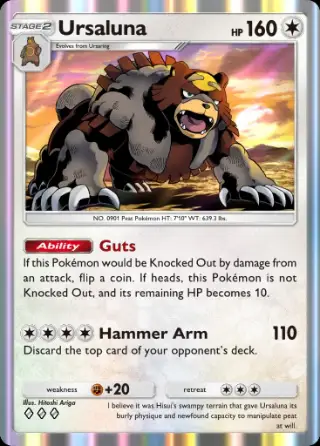 STAGE 2 Ursaluna HP 160
Evolves from Ursaring
NO. 0901 Peat Pokémon HT: 7'10" WT: 639.3 lbs.
Ability Guts
If this Pokémon would be Knocked Out by damage from
an attack, flip a coin. If heads, this Pokémon is not
Knocked Out, and its remaining HP becomes 10.
Hammer Arm 110
Discard the top card of your opponent's deck.
weakness +20 retreat
Illus. Hitoshi Ariga
I believe it was Hisui's swampy terrain that gave Ursaluna its
burly physique and newfound capacity to manipulate peat
at will.